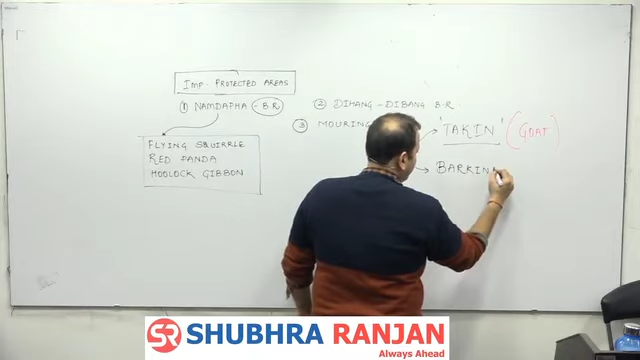 IMP. PROTECTED AREAS
① NAMDAPHA - B.R
FLYING SQUIRRLE
RED PANDA
HOOLOCK GIBBON
② DIHANG - DIBANG B.R.
③ MOURING
'TAKIN' (GOAT)
BARKIN
SR SHUBHRA RANJAN
Always Ahead